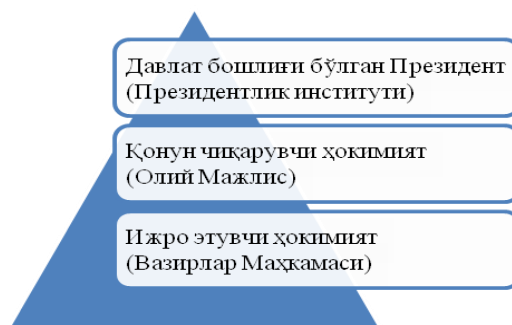 Давлат бошлиғи бўлган Президент
(Президентлик институти)
Қонун чиқарувчи ҳокимият
(Олий Мажлис)
Ижро этувчи ҳокимият
(Вазирлар Маҳкамаси)